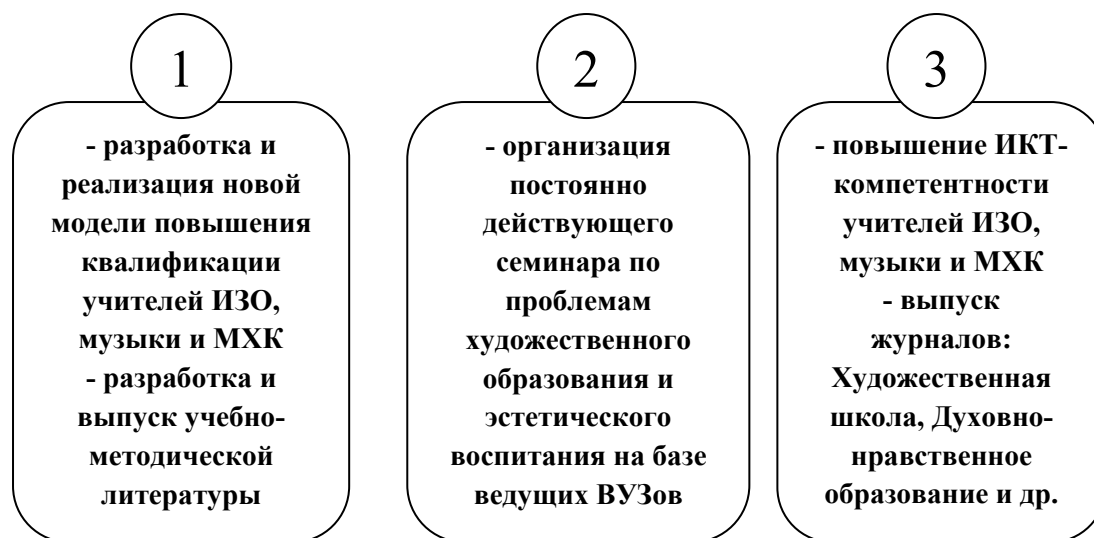 1
- разработка и
реализация новой
модели повышения
квалификации
учителей ИЗО,
музыки и МХК
- разработка и
выпуск учебно-
методической
литературы
2
- организация
постоянно
действующего
семинара по
проблемам
художественного
образования и
эстетического
воспитания на базе
ведущих ВУЗов
3
- повышение ИКТ-
компетентности
учителей ИЗО,
музыки и МХК
- выпуск
журналов:
Художественная
школа, Духовно-
нравственное
образование и др.